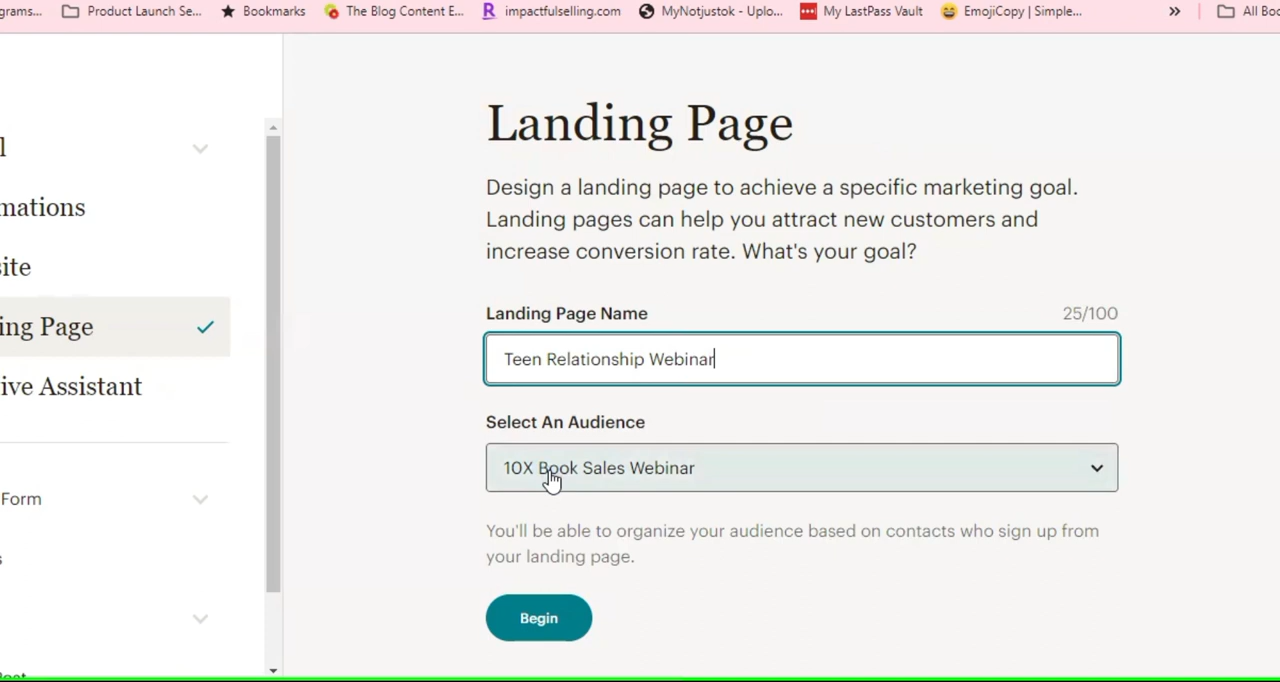 grams... Product Launch Se... Bookmarks The Blog Content E... impactfulselling.com MyNotjustok - Uplo... My LastPass Vault EmojiCopy | Simple... » All Boo
l
mations
site
ing Page
ive Assistant
Form
s
Landing Page
Design a landing page to achieve a specific marketing goal.
Landing pages can help you attract new customers and
increase conversion rate. What's your goal?
Landing Page Name 25/100
Teen Relationship Webinar
Select An Audience
10X Book Sales Webinar
You'll be able to organize your audience based on contacts who sign up from
your landing page.
Begin